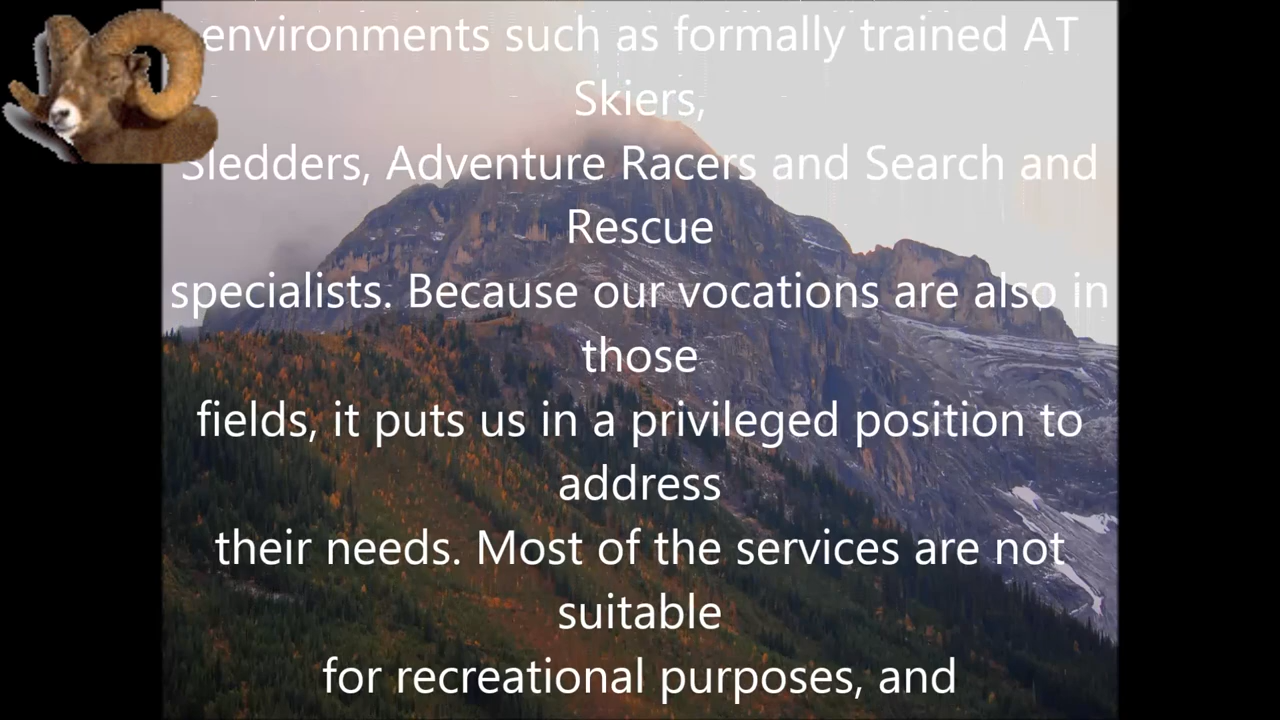 environments such as formally trained AT
Skiers,
Sledders, Adventure Racers and Search and
Rescue
specialists. Because our vocations are also in
those
fields, it puts us in a privileged position to
address
their needs. Most of the services are not
suitable
for recreational purposes, and